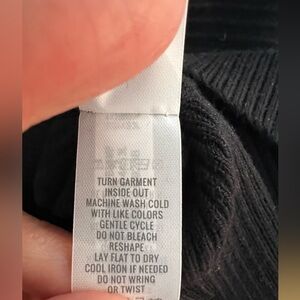 TURN GARMENT
INSIDE OUT
MACHINE WASH COLD
WITH LIKE COLORS
GENTLE CYCLE
DO NOT BLEACH
RESHAPE
LAY FLAT TO DRY
COOL IRON IF NEEDED
DO NOT WRING
OR TWIST